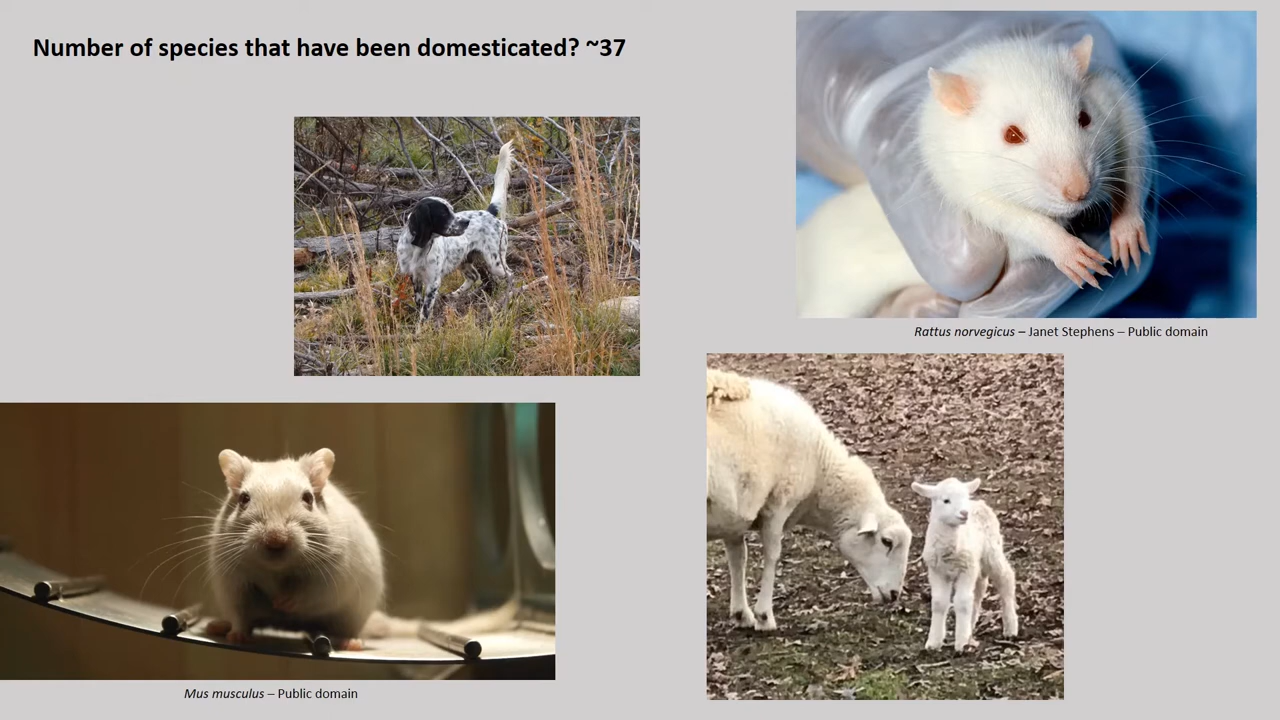 Number of species that have been domesticated? ~37
Rattus norvegicus – Janet Stephens – Public domain
Mus musculus – Public domain